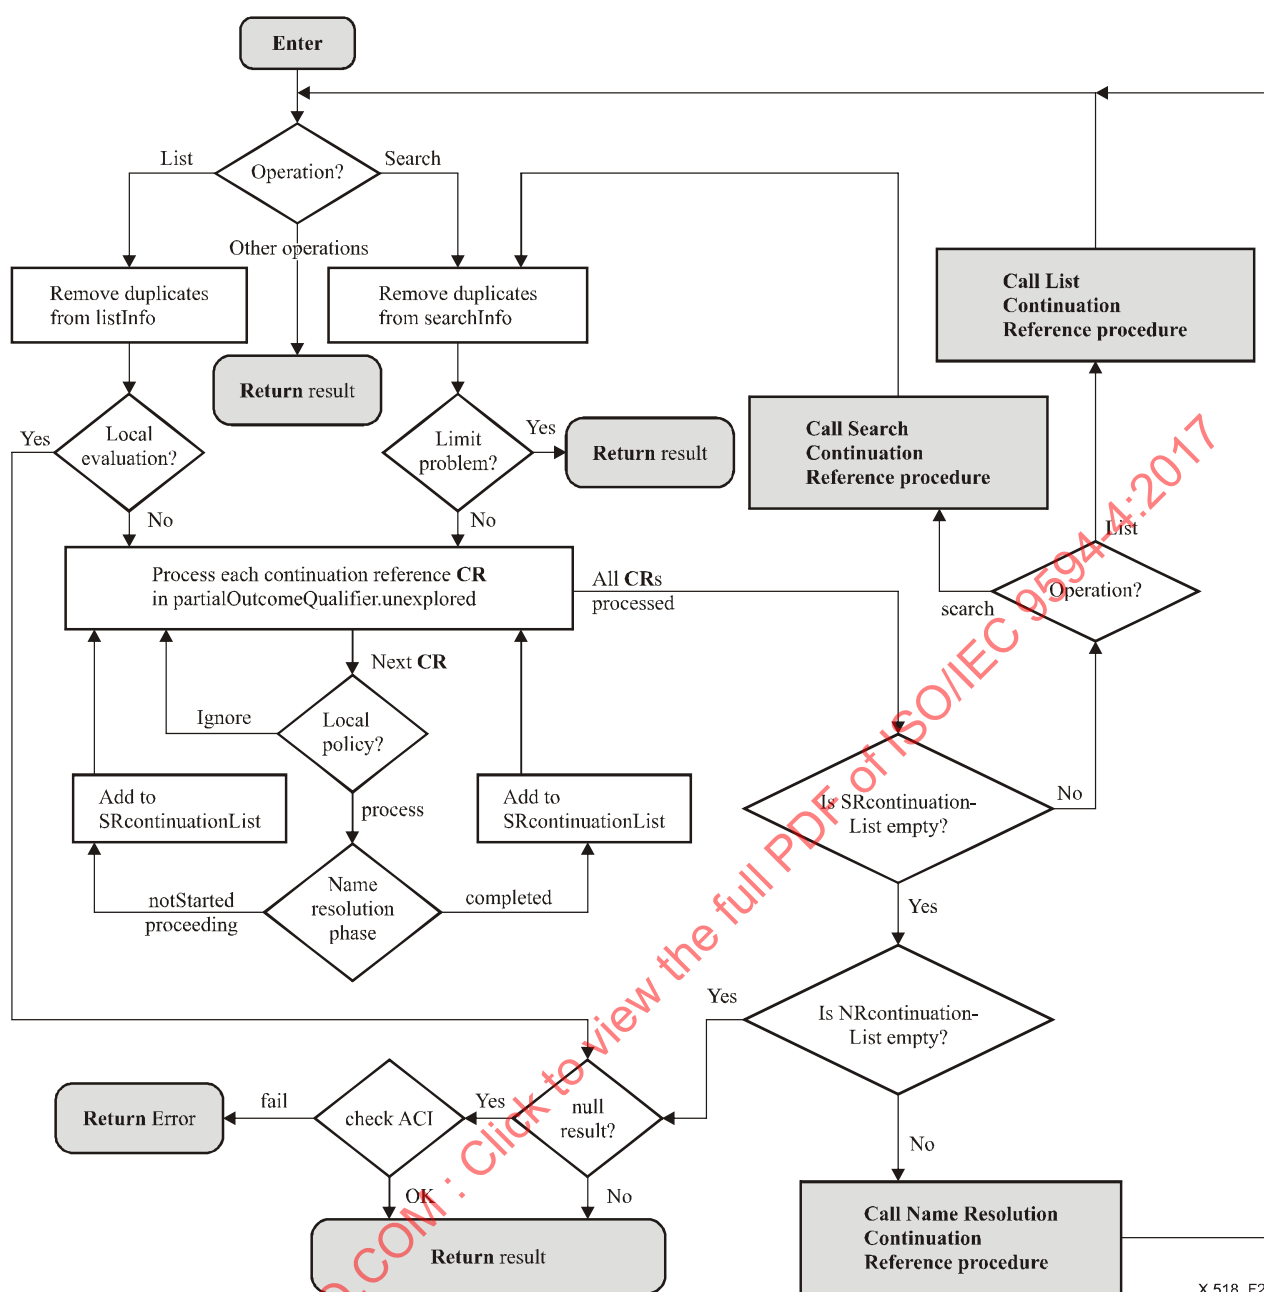 Enter
List
Search
Operation?
Other operations
Remove duplicates
from listInfo
Remove duplicates
from searchInfo
Call List
Continuation
Reference procedure
Return result
Yes
Local
evaluation?
Limit
problem?
Yes
Return result
Call Search
Continuation
Reference procedure
No
No
List
Process each continuation reference CR
in partialOutcomeQualifier.unexplored
All CRs
processed
search
Operation?
Next CR
Ignore
Local
policy?
Add to
SRcontinuationList
process
Add to
SRcontinuationList
Is SRcontinuation-
List empty?
No
notStarted
proceeding
Name
resolution
phase
completed
Yes
Yes
Is NRcontinuation-
List empty?
Return Error
fail
check ACI
Yes
null
result?
No
OK
No
Return result
Call Name Resolution
Continuation
Reference procedure
X.518_F2
.COM : Click to view the full PDF of ISO/IEC 9594-4:2017